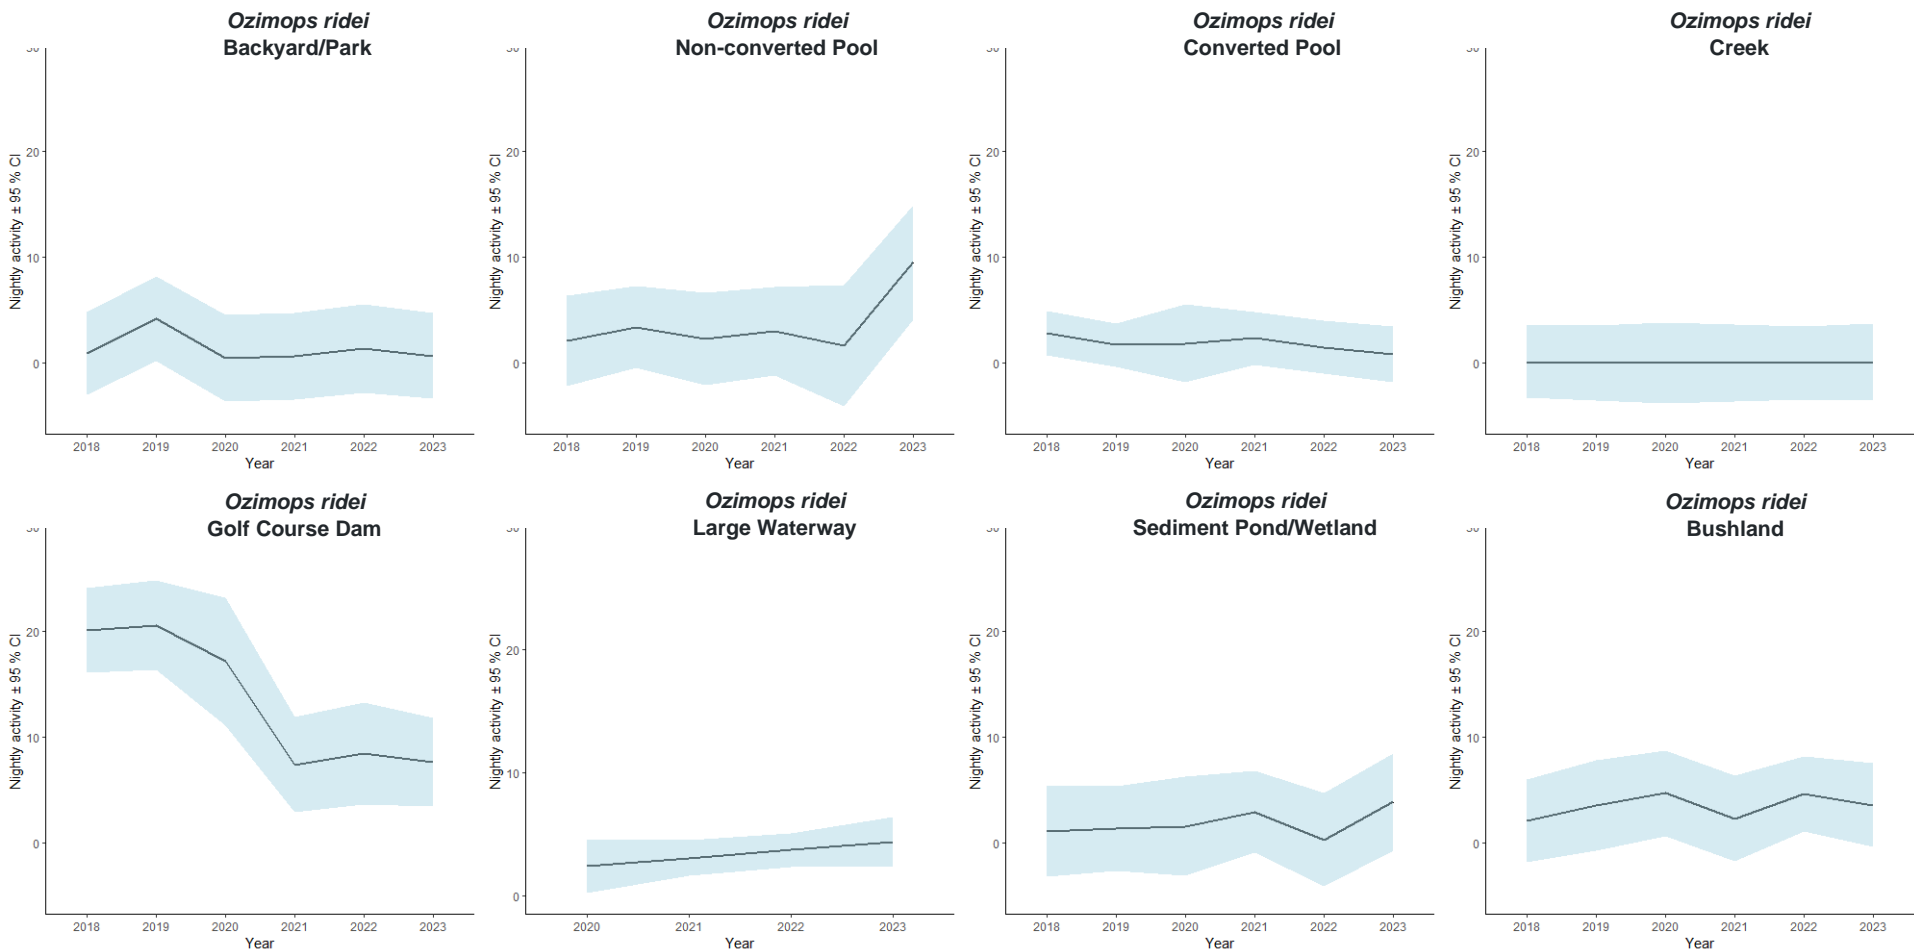 Ozimops ridei
Backyard/Park
20
10
0
Nightly activity ± 95 % CI
2018 2019 2020 2021 2022 2023
Year
Ozimops ridei
Non-converted Pool
20
10
0
Nightly activity ± 95 % CI
2018 2019 2020 2021 2022 2023
Year
Ozimops ridei
Converted Pool
20
10
0
Nightly activity ± 95 % CI
2018 2019 2020 2021 2022 2023
Year
Ozimops ridei
Creek
20
10
0
Nightly activity ± 95 % CI
2018 2019 2020 2021 2022 2023
Year
Ozimops ridei
Golf Course Dam
20
10
0
Nightly activity ± 95 % CI
2018 2019 2020 2021 2022 2023
Year
Ozimops ridei
Large Waterway
20
10
0
Nightly activity ± 95 % CI
2020 2021 2022 2023
Year
Ozimops ridei
Sediment Pond/Wetland
20
10
0
Nightly activity ± 95 % CI
2018 2019 2020 2021 2022 2023
Year
Ozimops ridei
Bushland
20
10
0
Nightly activity ± 95 % CI
2018 2019 2020 2021 2022 2023
Year